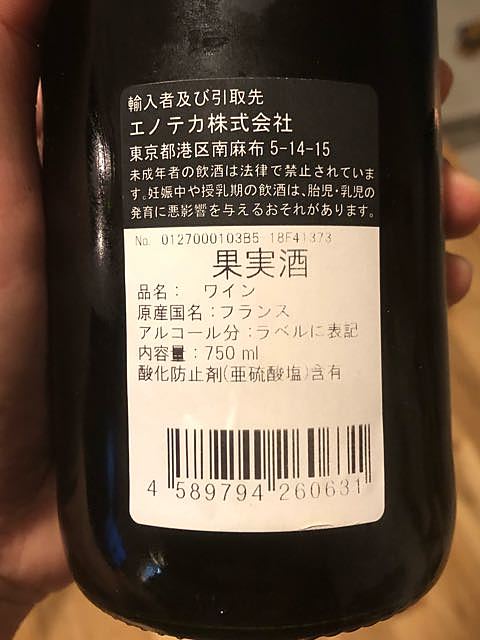 輸入者及び引取先
エノテカ株式会社
東京都港区南麻布 5-14-15
未成年者の飲酒は法律で禁止されていま
す。妊娠中や授乳期の飲酒は、胎児・乳児の
発育に悪影響を与えるおそれがあります。
No. 0127000103B5 18F41373
果実酒
品名： ワイン
原産国名：フランス
アルコール分：ラベルに表記
内容量：750 ml
酸化防止剤(亜硫酸塩)含有
4 589794 260631